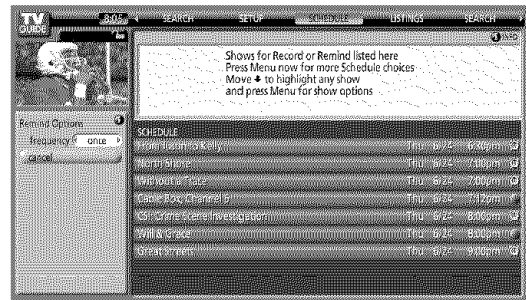 TV GUIDE
8:05
SEARCH SETUP SCHEDULE LISTINGS SEARCH
INFO
Shows for Record or Remind listed here
Press Menu now for more Schedule choices
Move to highlight any show
and press Menu for show options
Remind Options
frequency: once
cancel
SCHEDULE
From Justin to Kelly Thu 6/24 6:30pm
North Shore Thu 6/24 7:00pm
Without a Trace Thu 6/24 7:00pm
Cable Box, Channel 5 Thu 6/24 7:12pm
CSI: Crime Scene Investigation Thu 6/24 8:00pm
Will & Grace Thu 6/24 8:00pm
Great Streets Thu 6/24 9:00pm